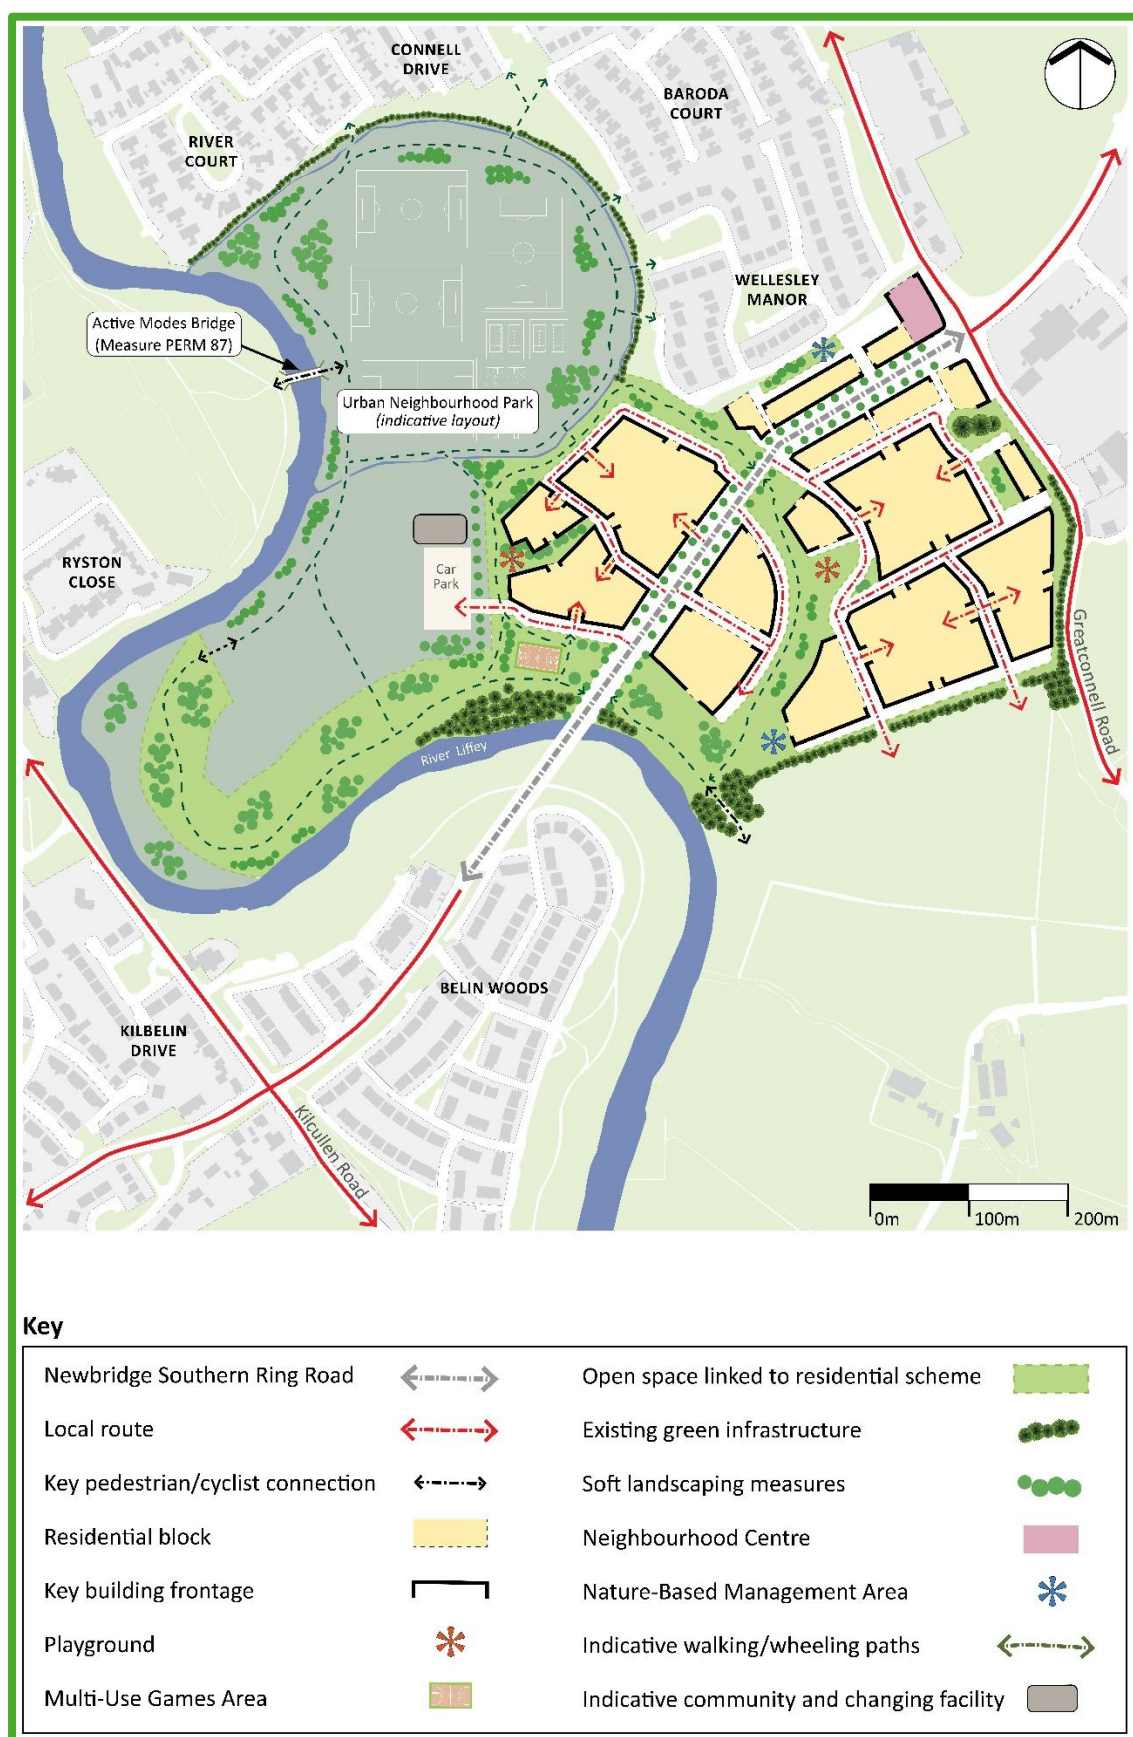 CONNELL
DRIVE
BARODA
COURT
RIVER
COURT
WELLESLEY
MANOR
Active Modes Bridge
(Measure PERM 87)
Urban Neighbourhood Park
(indicative layout)
RYSTON
CLOSE
Car
Park
Greatconnell Road
River Liffey
BELIN WOODS
KILBELIN
DRIVE
Kilcullen Road
0m
100m
200m
Key
Newbridge Southern Ring Road
Local route
Key pedestrian/cyclist connection
Residential block
Key building frontage
Playground
Multi-Use Games Area
Open space linked to residential scheme
Existing green infrastructure
Soft landscaping measures
Neighbourhood Centre
Nature-Based Management Area
Indicative walking/wheeling paths
Indicative community and changing facility